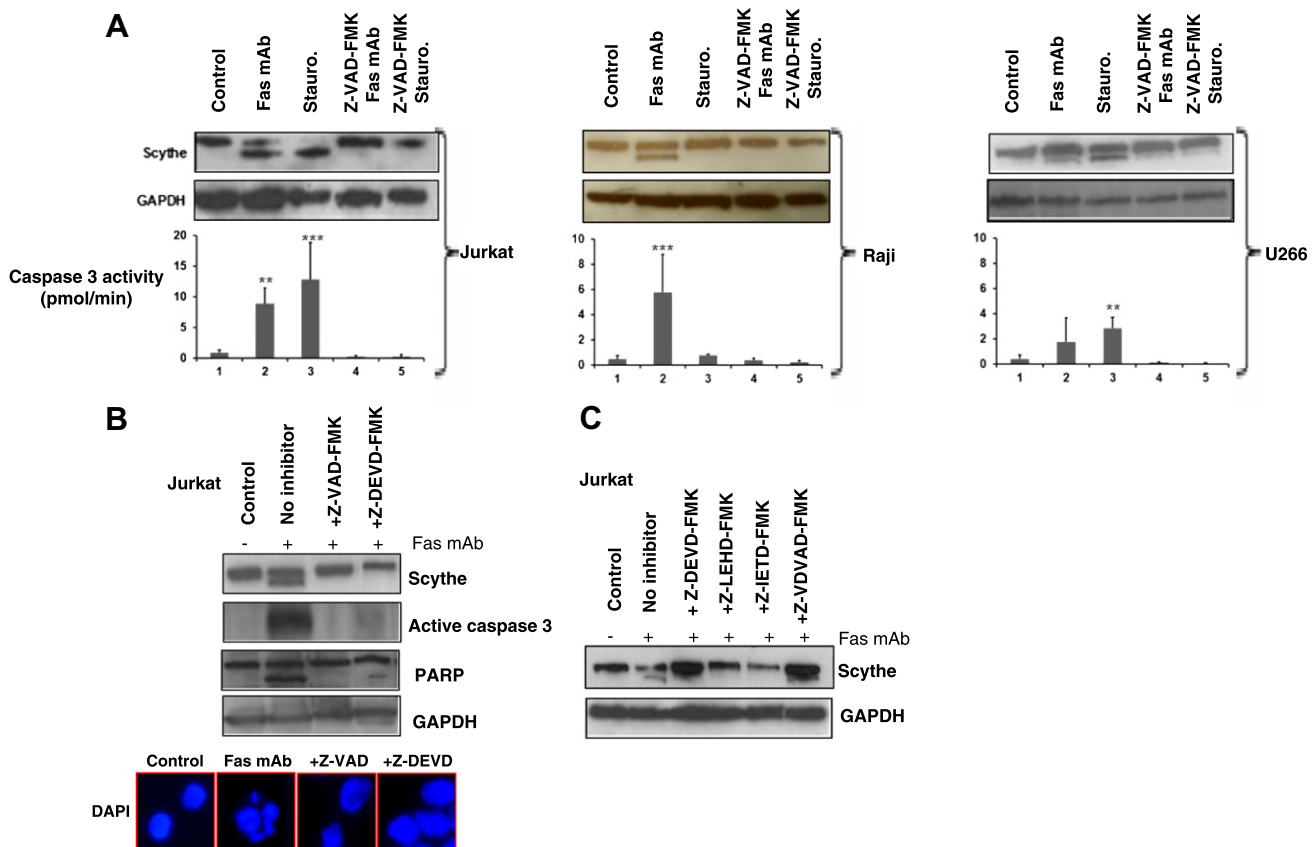 A
Control
Fas mAb
Stauro.
Z-VAD-FMK
Fas mAb
Z-VAD-FMK
Stauro.
Control
Fas mAb
Stauro.
Z-VAD-FMK
Fas mAb
Z-VAD-FMK
Stauro.
Control
Fas mAb
Stauro.
Z-VAD-FMK
Fas mAb
Z-VAD-FMK
Stauro.
Scythe
GAPDH
Caspase 3 activity
(pmol/min)
20
15
10
5
0
** ***
1 2 3 4 5
Jurkat
10
8
6
4
2
0
***
1 2 3 4 5
Raji
10
8
6
4
2
0
**
1 2 3 4 5
U266
B
Jurkat
Control
No inhibitor
+Z-VAD-FMK
+Z-DEVD-FMK
- + + + Fas mAb
Scythe
Active caspase 3
PARP
GAPDH
Control Fas mAb +Z-VAD +Z-DEVD
DAPI
C
Jurkat
Control
No inhibitor
+ Z-DEVD-FMK
+Z-LEHD-FMK
+Z-IETD-FMK
+Z-VDVAD-FMK
- + + + + + Fas mAb
Scythe
GAPDH